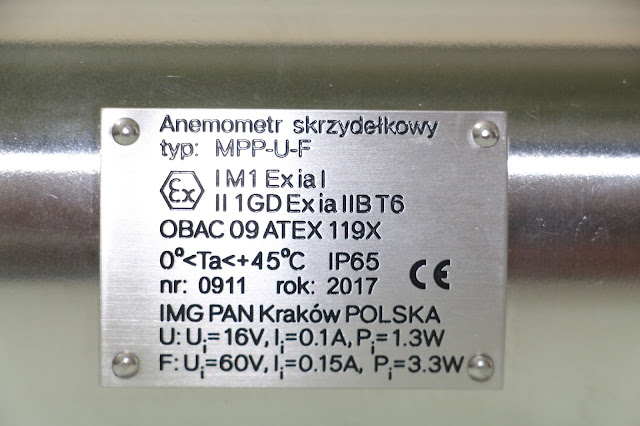 Anemometr skrzydełkowy
typ: MPP-U-F
Ex I M1 Ex ia I
II 1GD Ex ia IIB T6
OBAC 09 ATEX 119X
0°<Ta<+45°C IP65
nr: 0911 rok: 2017 CE
IMG PAN Kraków POLSKA
U: Ui=16V, Ii=0.1A, Pi=1.3W
F: Ui=60V, Ii=0.15A, Pi=3.3W